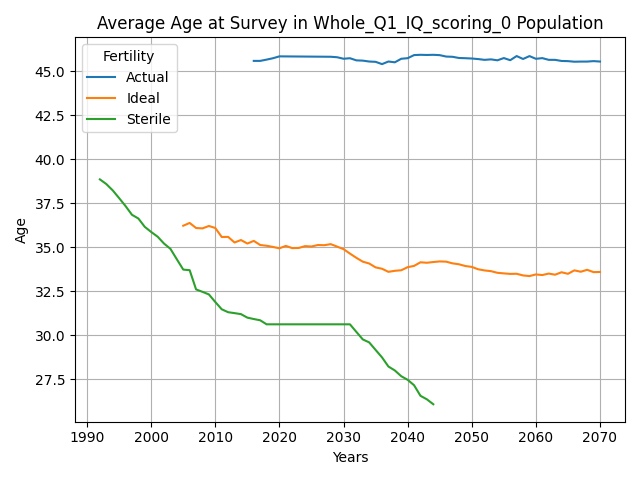 Average Age at Survey in Whole_Q1_IQ_scoring_0 Population
Fertility
Actual
Ideal
Sterile
Age
45.0
42.5
40.0
37.5
35.0
32.5
30.0
27.5
1990 2000 2010 2020 2030 2040 2050 2060 2070
Years